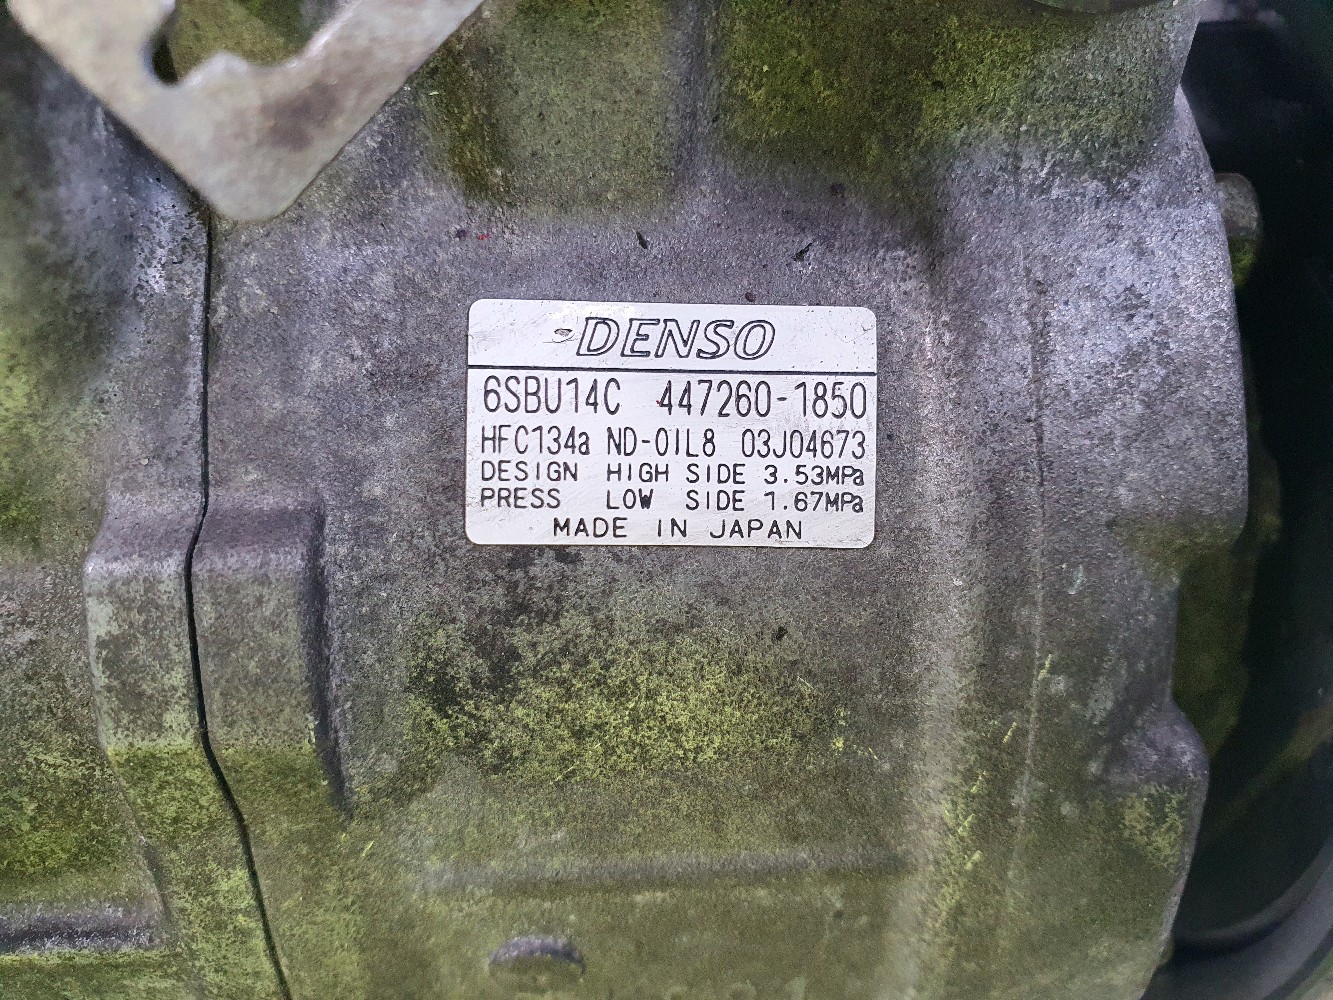 DENSO
6SBU14C 447260-1850
HFC134a ND-OIL8 03J04673
DESIGN HIGH SIDE 3.53MPa
PRESS LOW SIDE 1.67MPa
MADE IN JAPAN